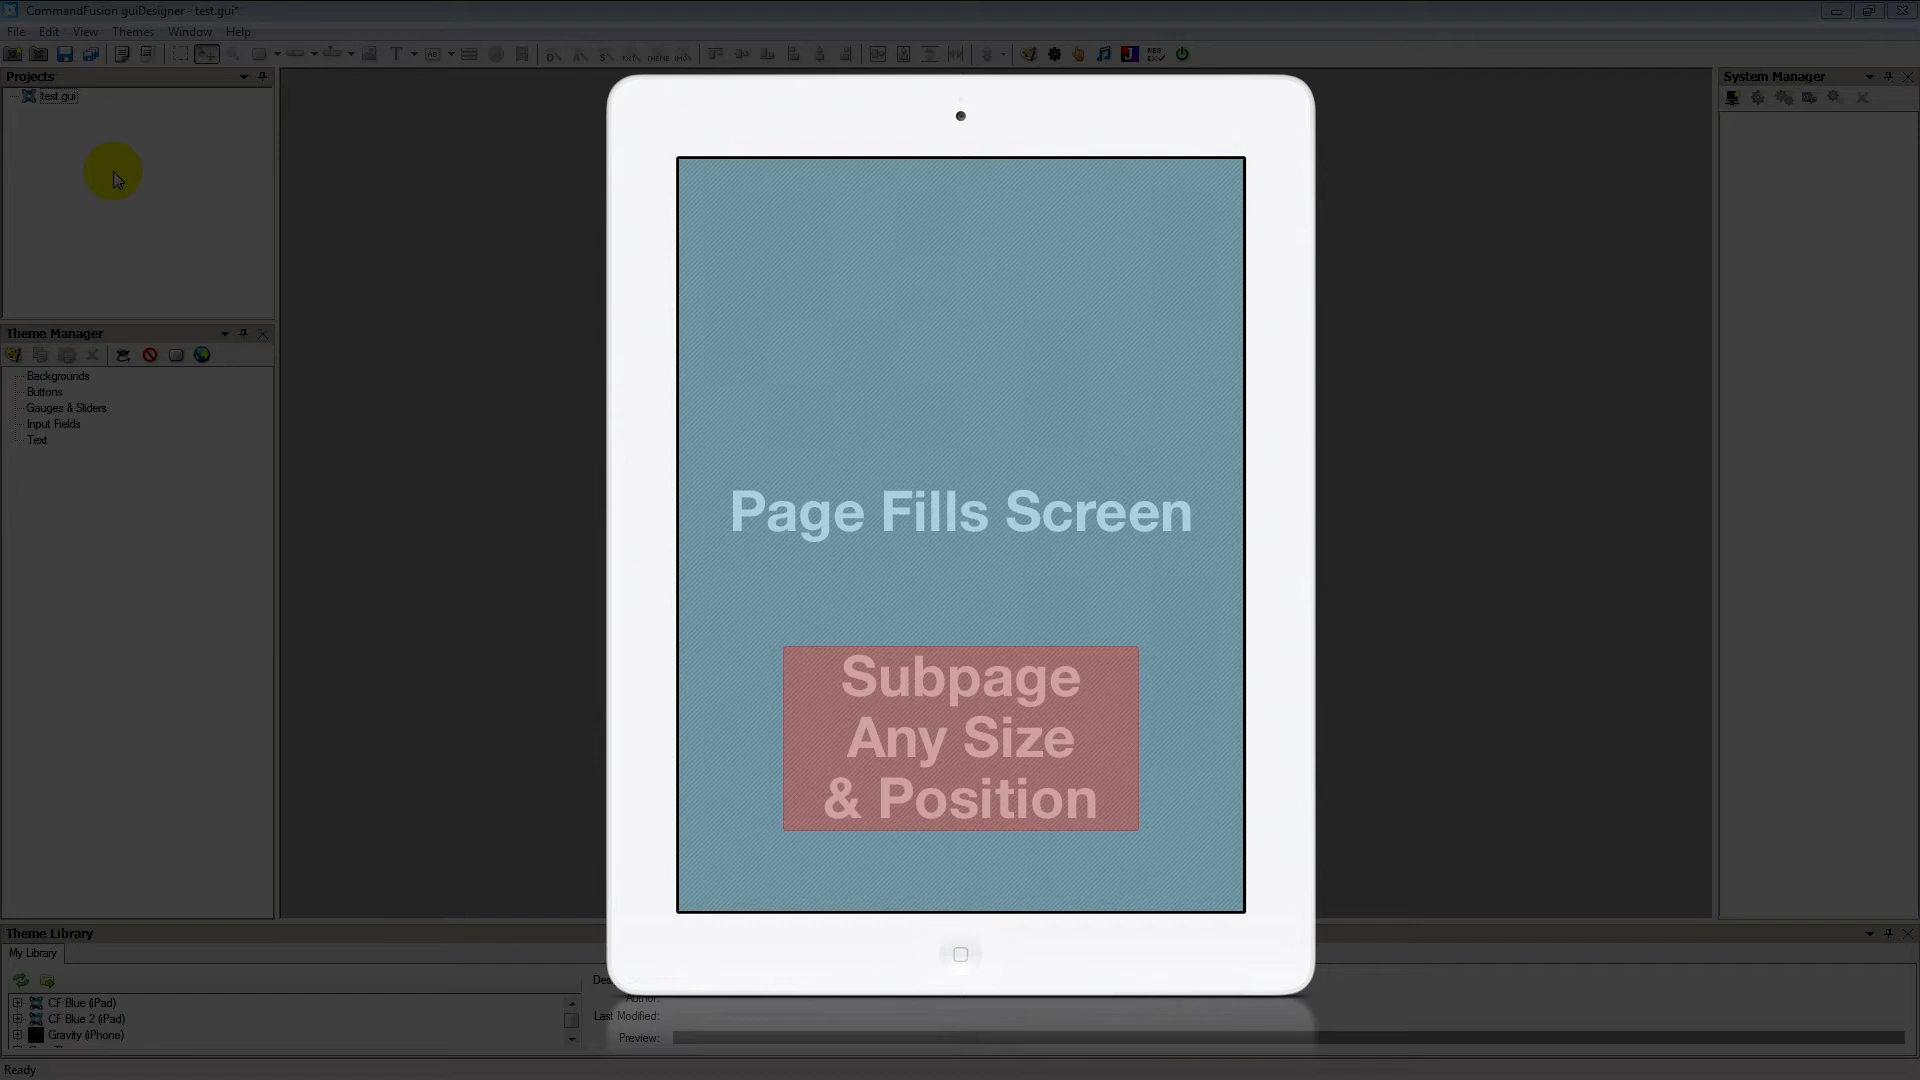 CommandFusion guiDesigner - test.gui*
File Edit View Themes Window Help
Projects
test.gui
System Manager
Theme Manager
Backgrounds
Buttons
Gauges & Sliders
Input Fields
Text
Page Fills Screen
Subpage
Any Size
& Position
Theme Library
My Library
CF Blue (iPad)
CF Blue 2 (iPad)
Gravity (iPhone)
Author:
Last Modified:
Preview:
Ready